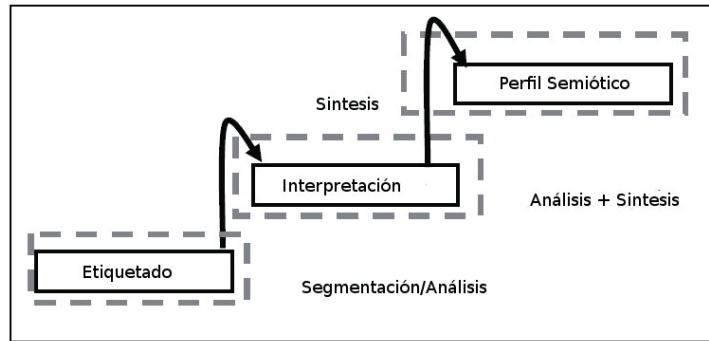 Perfil Semiótico
Sintesis
Interpretación
Análisis + Sintesis
Etiquetado
Segmentación/Análisis